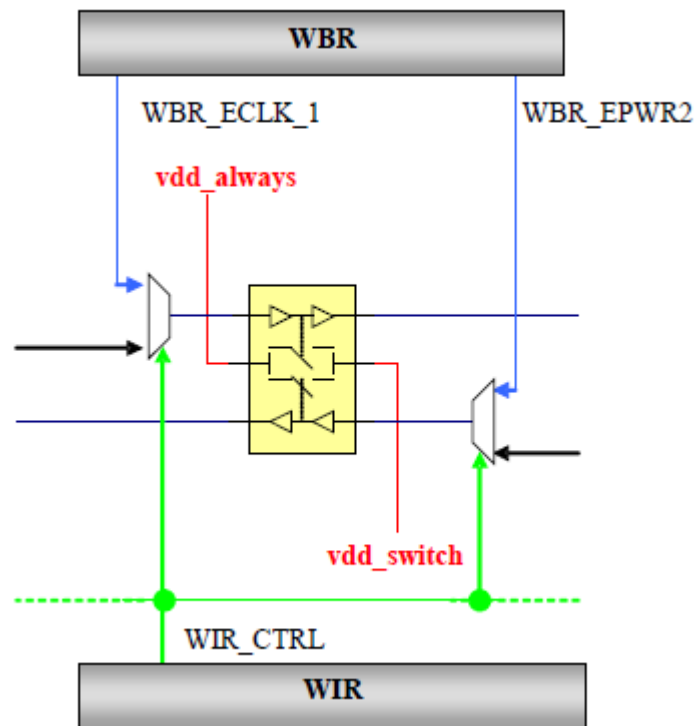 WBR
WBR_ECLK_1
WBR_EPWR2
vdd_always
vdd_switch
WIR_CTRL
WIR